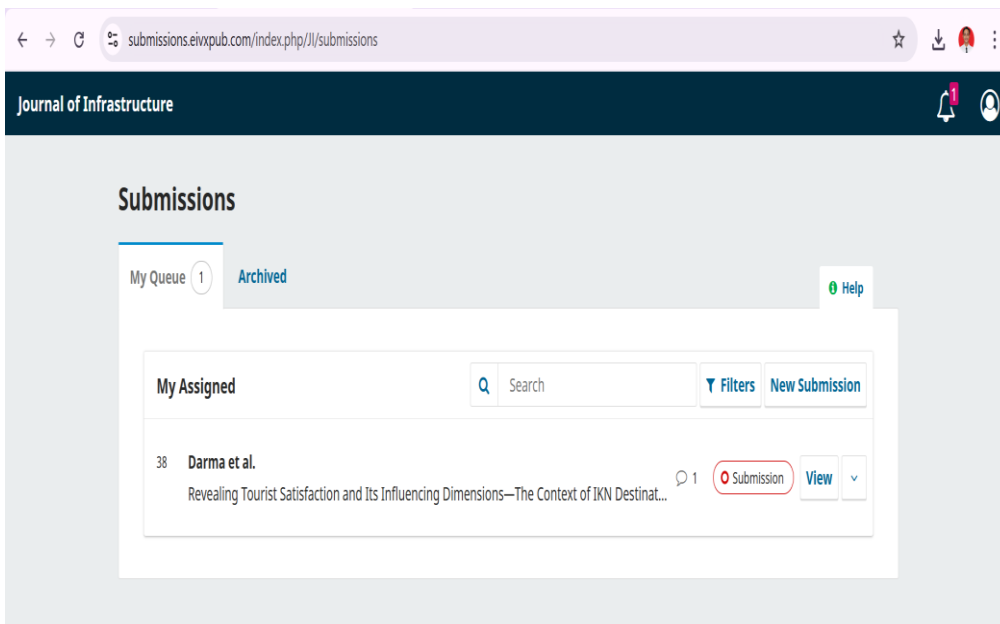 submissions.eivxpub.com/index.php/JI/submissions
Journal of Infrastructure
1
Submissions
My Queue 1 Archived
Help
My Assigned Search Filters New Submission
38 Darma et al.
Revealing Tourist Satisfaction and Its Influencing Dimensions—The Context of IKN Destinat... 1 Submission View